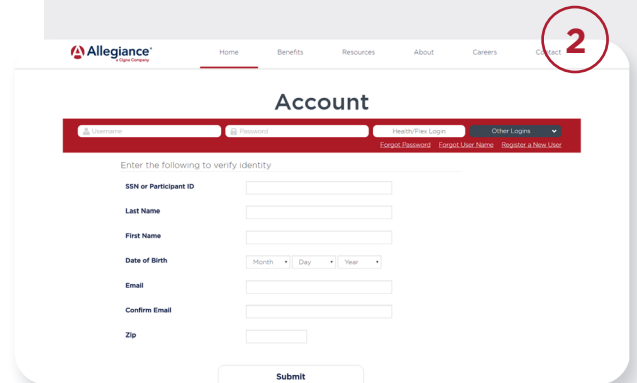 2
Allegiance®
a Cigna Company
Home Benefits Resources About Careers Contact
Account
Username Password Health/Flex Login Other Logins
Forgot Password Forgot User Name Register a New User
Enter the following to verify identity
SSN or Participant ID
Last Name
First Name
Date of Birth Month Day Year
Email
Confirm Email
Zip
Submit